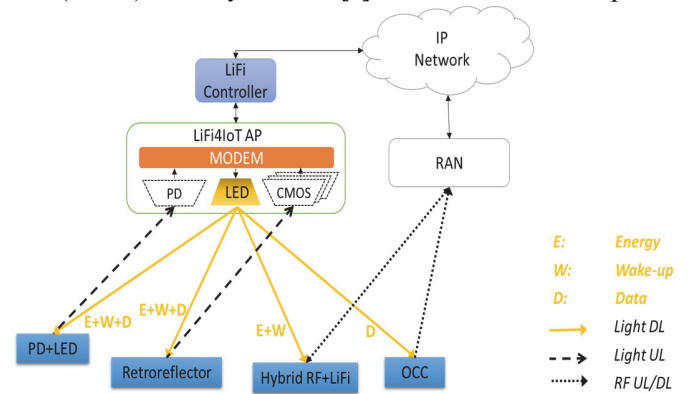 IP
Network
LiFi
Controller
LiFi4IoT AP
MODEM
RAN
PD
LED
CMOS
E+W+D
E+W+D
E+W
D
PD+LED
Retroreflector
Hybrid RF+LiFi
OCC
E: Energy
W: Wake-up
D: Data
Light DL
Light UL
RF UL/DL